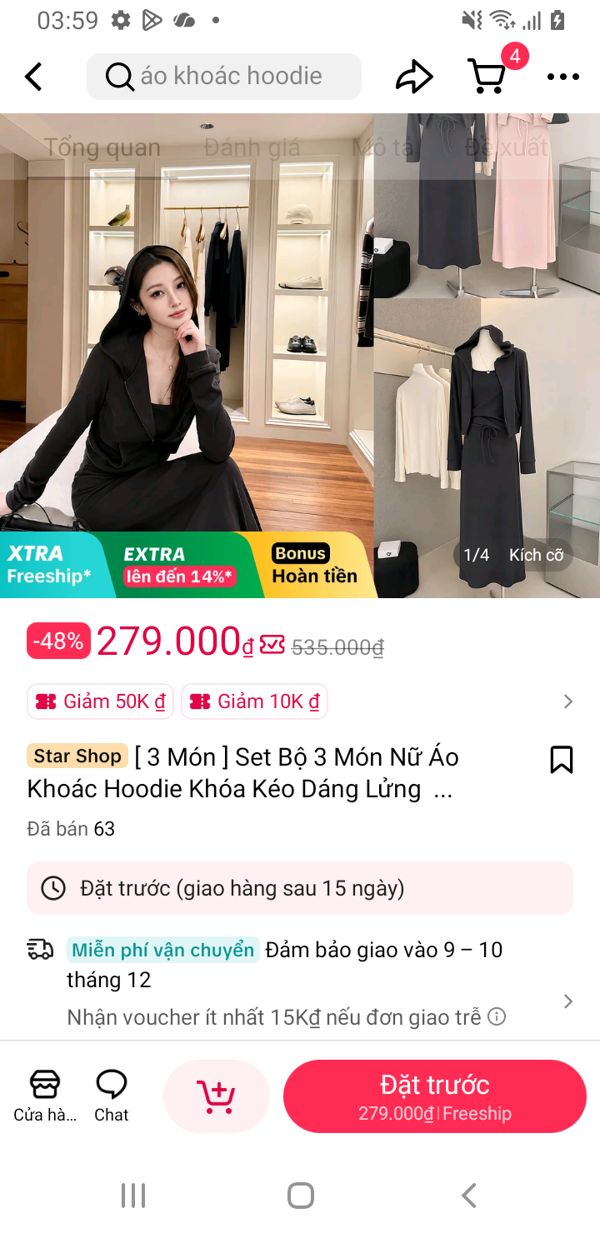 03:59
áo khoác hoodie
4
Tổng quan Đánh giá Mô tả Đề xuất
XTRA
Freeship*
EXTRA
lên đến 14%*
Bonus
Hoàn tiền
1/4 Kích cỡ
-48% 279.000₫ 535.000₫
Giảm 50K ₫ Giảm 10K ₫
Star Shop [ 3 Món ] Set Bộ 3 Món Nữ Áo
Khoác Hoodie Khóa Kéo Dáng Lửng ...
Đã bán 63
Đặt trước (giao hàng sau 15 ngày)
Miễn phí vận chuyển Đảm bảo giao vào 9 – 10
tháng 12
Nhận voucher ít nhất 15K₫ nếu đơn giao trễ
Cửa hà... Chat
Đặt trước
279.000₫ | Freeship